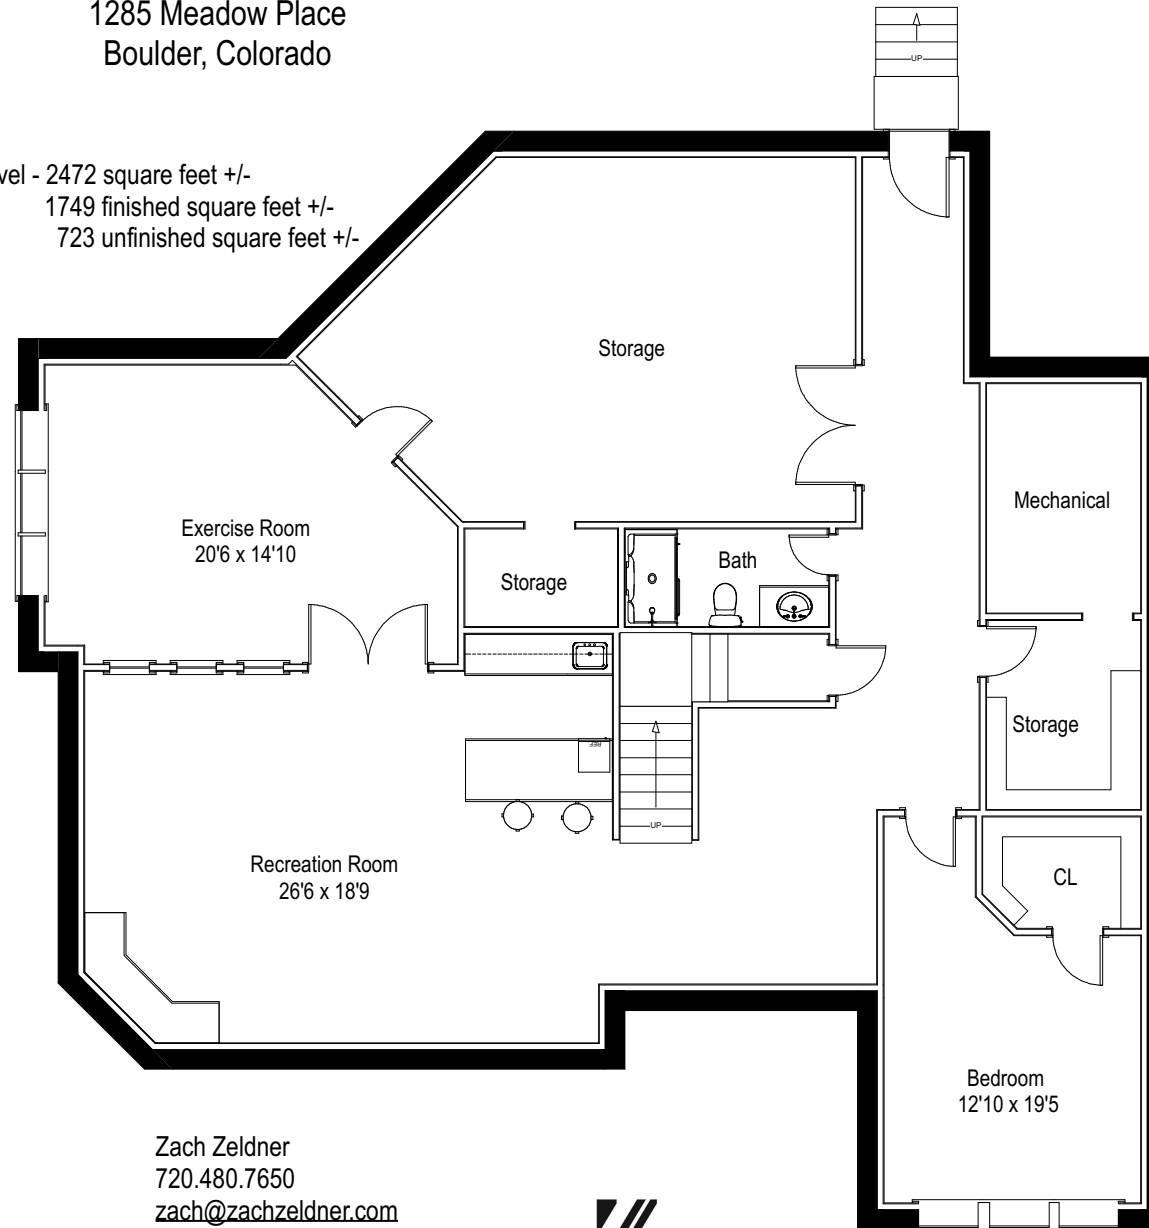 1285 Meadow Place
Boulder, Colorado
UP
vel - 2472 square feet +/-
1749 finished square feet +/-
723 unfinished square feet +/-
Storage
Mechanical
Exercise Room
20'6 x 14'10
Bath
Storage
Storage
REF
UP
Recreation Room
26'6 x 18'9
CL
Bedroom
12'10 x 19'5
Zach Zeldner
720.480.7650
zach@zachzeldner.com